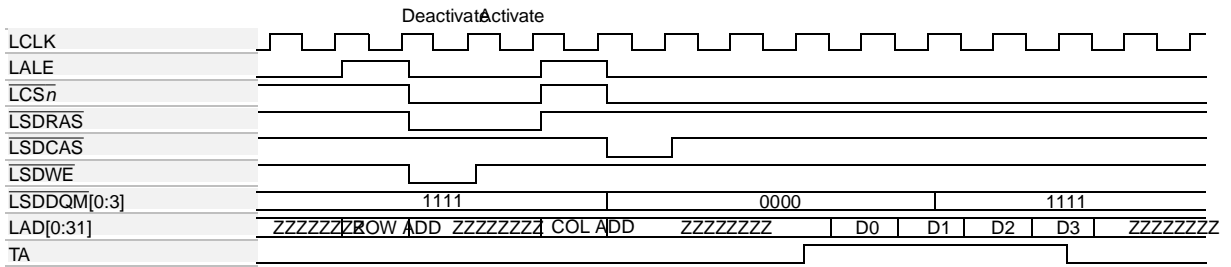 Deactivate Activate
LCLK
LALE
LCSn
LSDRAS
LSDCAS
LSDWE
LSDDQM[0:3] 1111 0000 1111
LAD[0:31] ZZZZZZZZ ROW ADD ZZZZZZZZ COL ADD ZZZZZZZZ D0 D1 D2 D3 ZZZZZZZZ
TA